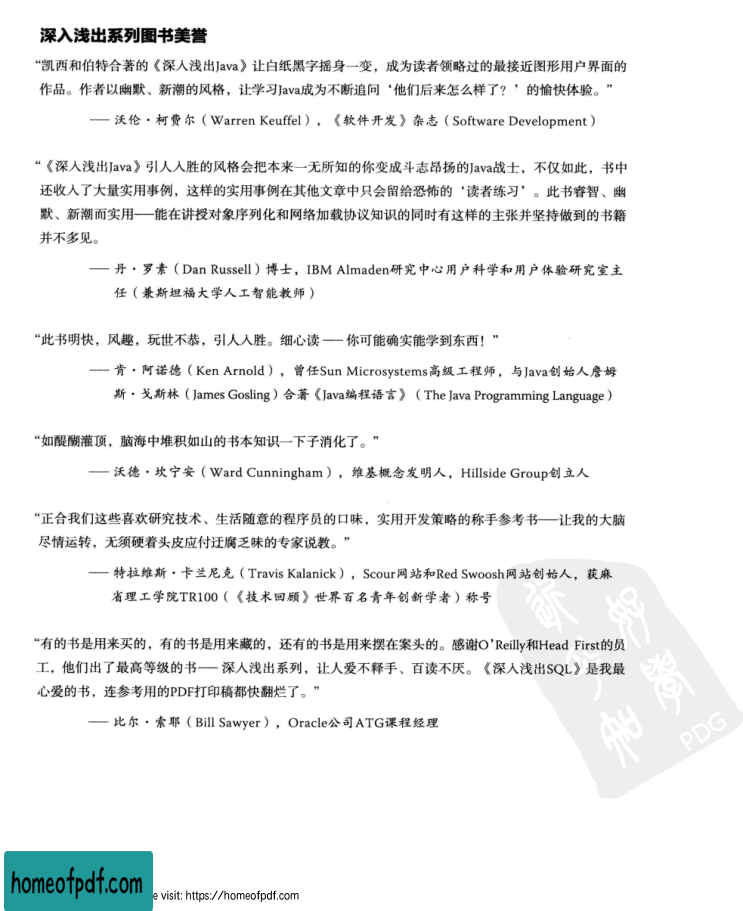 深入浅出系列图书美誉
“凯西和伯特合著的《深入浅出Java》让白纸黑字摇身一变，成为读者领略过的最接近图形用户界面的
作品。作者以幽默、新潮的风格，让学习Java成为不断追问‘他们后来怎么样了？’的愉快体验。”
—— 沃伦·柯费尔（Warren Keuffel），《软件开发》杂志（Software Development）
“《深入浅出Java》引人入胜的风格会把本来一无所知的你变成斗志昂扬的Java战士，不仅如此，书中
还收入了大量实用事例，这样的实用事例在其他文章中只会留给恐怖的‘读者练习’。此书睿智、幽
默、新潮而实用——能在讲授对象序列化和网络加载协议知识的同时有这样的主张并坚持做到的书籍
并不多见。
—— 丹·罗素（Dan Russell）博士，IBM Almaden研究中心用户科学和用户体验研究室主
任（兼斯坦福大学人工智能教师）
“此书明快，风趣，玩世不恭，引人入胜。细心读 —— 你可能确实能学到东西！”
—— 肯·阿诺德（Ken Arnold），曾任Sun Microsystems高级工程师，与Java创始人詹姆
斯·戈斯林（James Gosling）合著《Java编程语言》（The Java Programming Language）
“如醍醐灌顶，脑海中堆积如山的书本知识一下子消化了。”
—— 沃德·坎宁安（Ward Cunningham），维基概念发明人，Hillside Group创立人
“正合我们这些喜欢研究技术、生活随意的程序员的口味，实用开发策略的称手参考书——让我的大脑
尽情运转，无须硬着头皮应付迂腐乏味的专家说教。”
—— 特拉维斯·卡兰尼克（Travis Kalanick），Scour网站和Red Swoosh网站创始人，获麻
省理工学院TR100（《技术回顾》世界百名青年创新学者）称号
“有的书是用来买的，有的书是用来藏的，还有的书是用来摆在案头的。感谢O’Reilly和Head First的员
工，他们出了最高等级的书—— 深入浅出系列，让人爱不释手、百读不厌。《深入浅出SQL》是我最
心爱的书，连参考用的PDF打印稿都快翻烂了。”
—— 比尔·索耶（Bill Sawyer），Oracle公司ATG课程经理
PDG
homeofpdf.com
e visit: https://homeofpdf.com